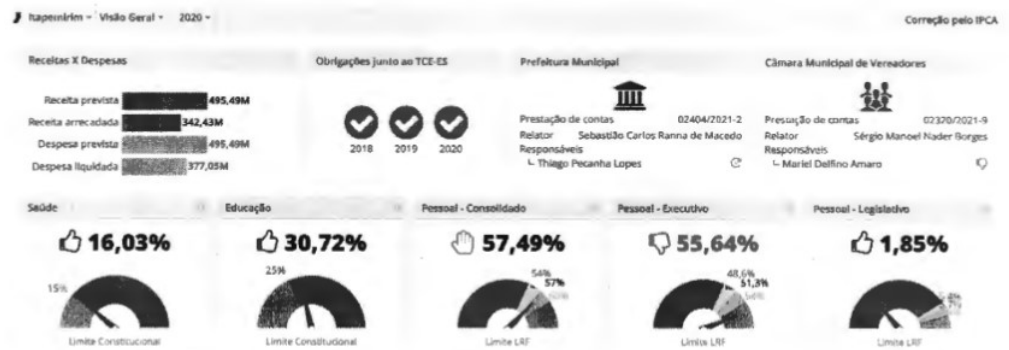 Itapemirim - Visão Geral - 2020 -
Correção pelo IPCA
Receitas X Despesas
Receita prevista 495,49M
Receita arrecadada 342,43M
Despesa prevista 495,49M
Despesa liquidada 377,05M
Obrigações junto ao TCE-ES
2018 2019 2020
Prefeitura Municipal
Prestação de contas 02404/2021-2
Relator Sebastião Carlos Ranna de Macedo
Responsáveis
Thiago Peçanha Lopes
Câmara Municipal de Vereadores
Prestação de contas 02320/2021-9
Relator Sérgio Manoel Nader Borges
Responsáveis
Mariel Delfino Amaro
Saúde
16,03%
15%
Limite Constitucional
Educação
30,72%
25%
Limite Constitucional
Pessoal - Consolidado
57,49%
54%
57%
60%
Limite LRF
Pessoal - Executivo
55,64%
48,6%
51,3%
54%
Limite LRF
Pessoal - Legislativo
1,85%
Limite LRF